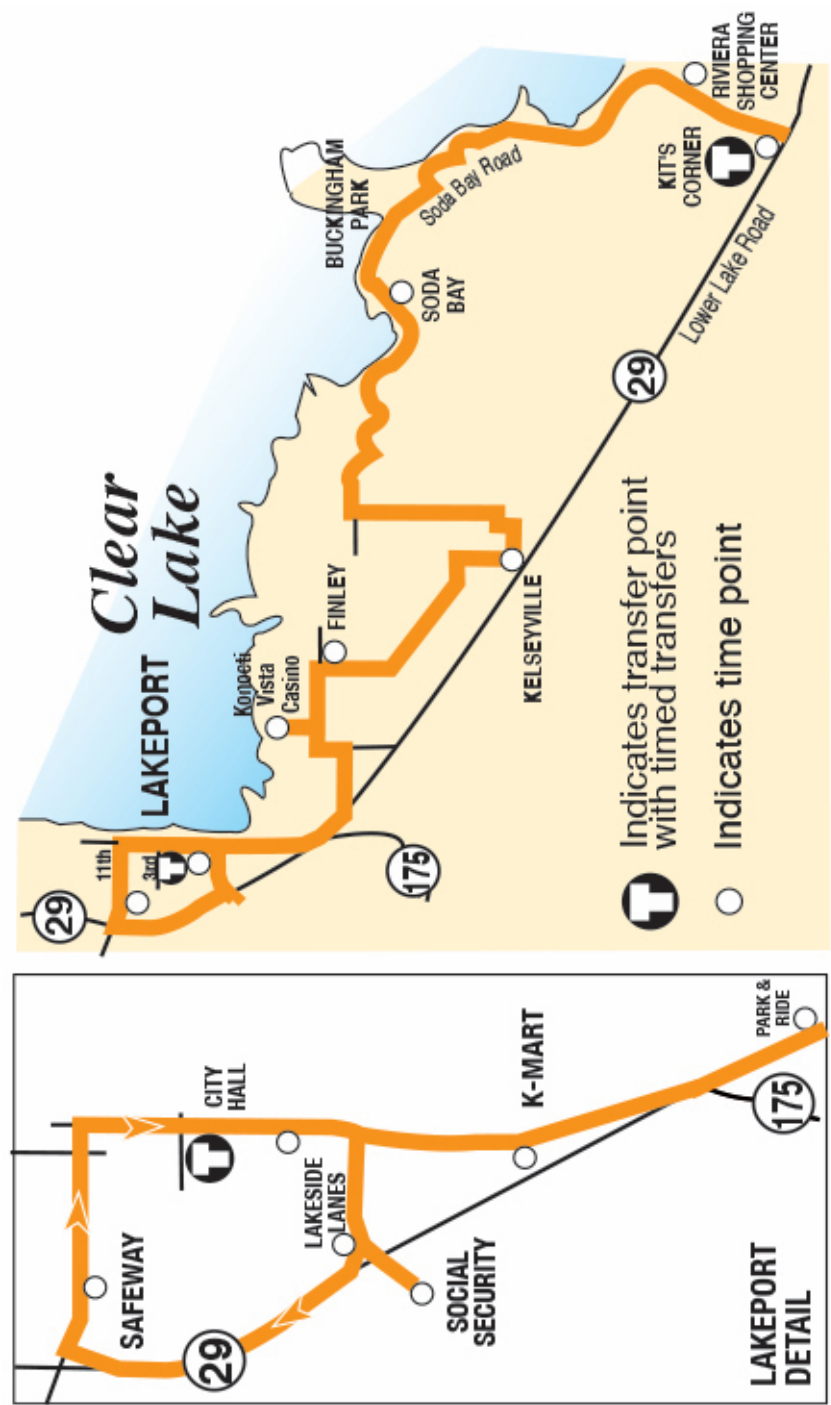 SAFEWAY
CITY
HALL
LAKESIDE
LANES
SOCIAL
SECURITY
K-MART
PARK &
RIDE
29
175
LAKEPORT
DETAIL
Clear
Lake
LAKEPORT
29
11th
3rd
175
Konocti
Vista
Casino
FINLEY
KELSEYVILLE
BUCKINGHAM
PARK
SODA
BAY
Soda Bay Road
29
Lower Lake Road
KIT'S
CORNER
RIVIERA
SHOPPING
CENTER
T
Indicates transfer point
with timed transfers
Indicates time point